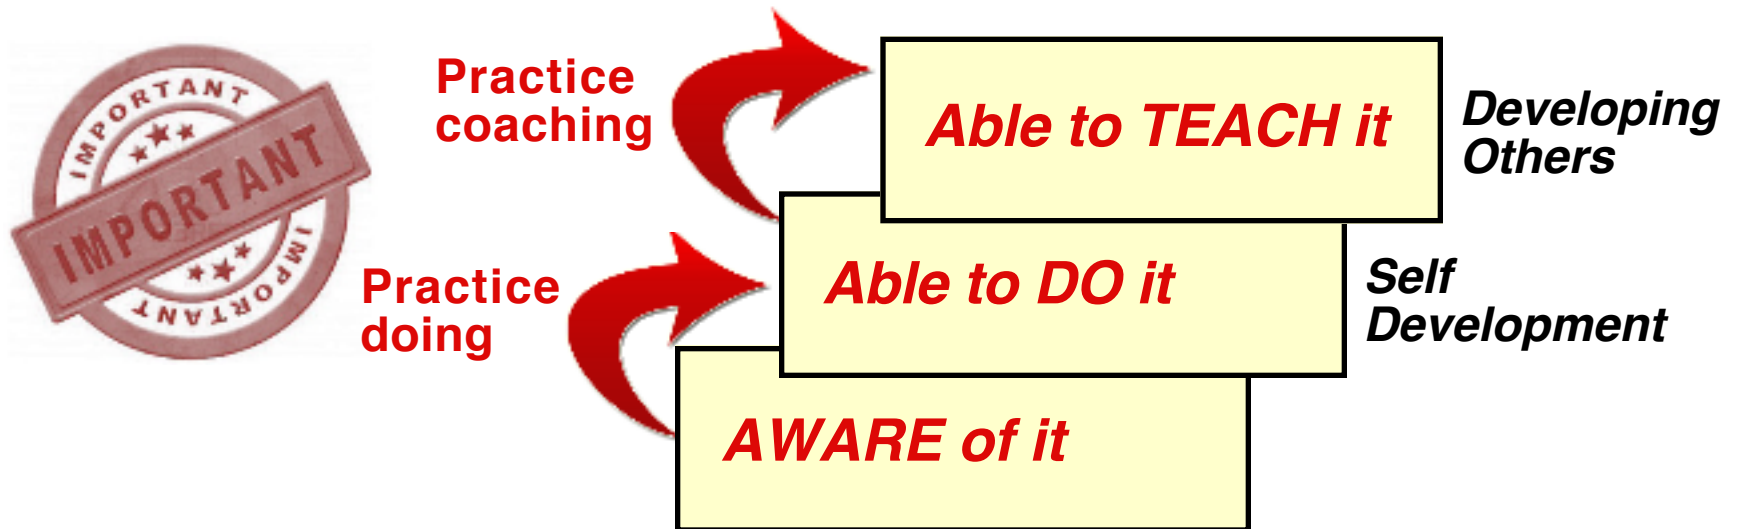 IMPORTANT
IMPORTANT
IMPORTANT
Practice
coaching
Able to TEACH it
Developing
Others
Practice
doing
Able to DO it
Self
Development
AWARE of it